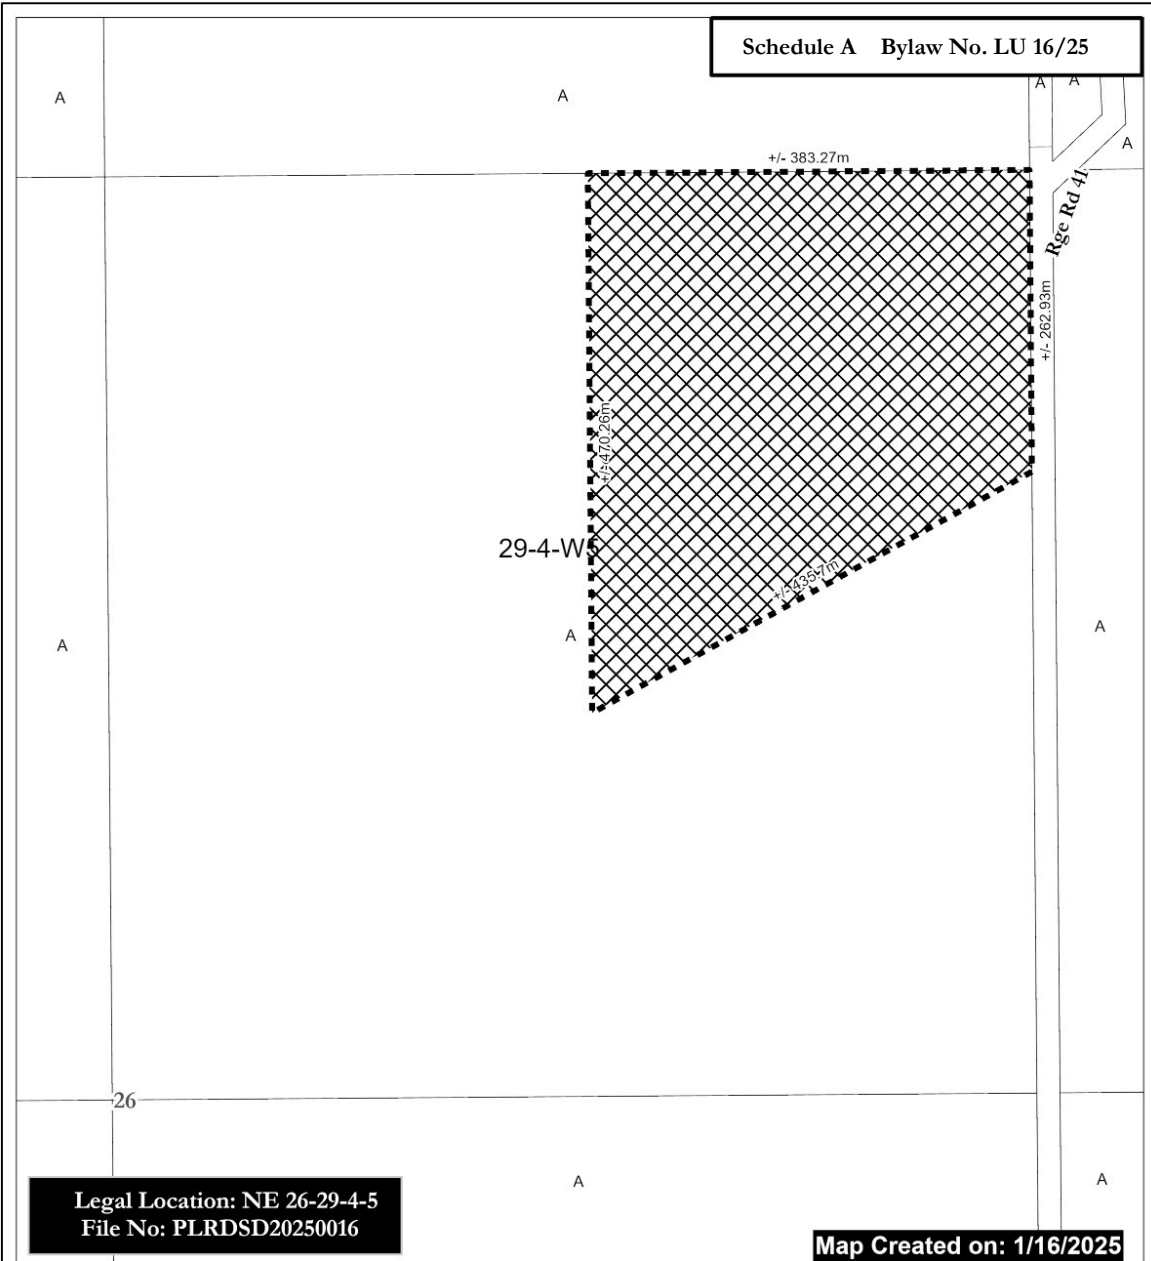 Schedule A    Bylaw No. LU 16/25
A
A
A
A
A
+/- 383.27m
Rge Rd 41
+/- 262.93m
+/- 470.26m
29-4-W5
+/- 435.7m
A
A
A
26
A
A
Legal Location: NE 26-29-4-5
File No: PLRDSD20250016
Map Created on: 1/16/2025